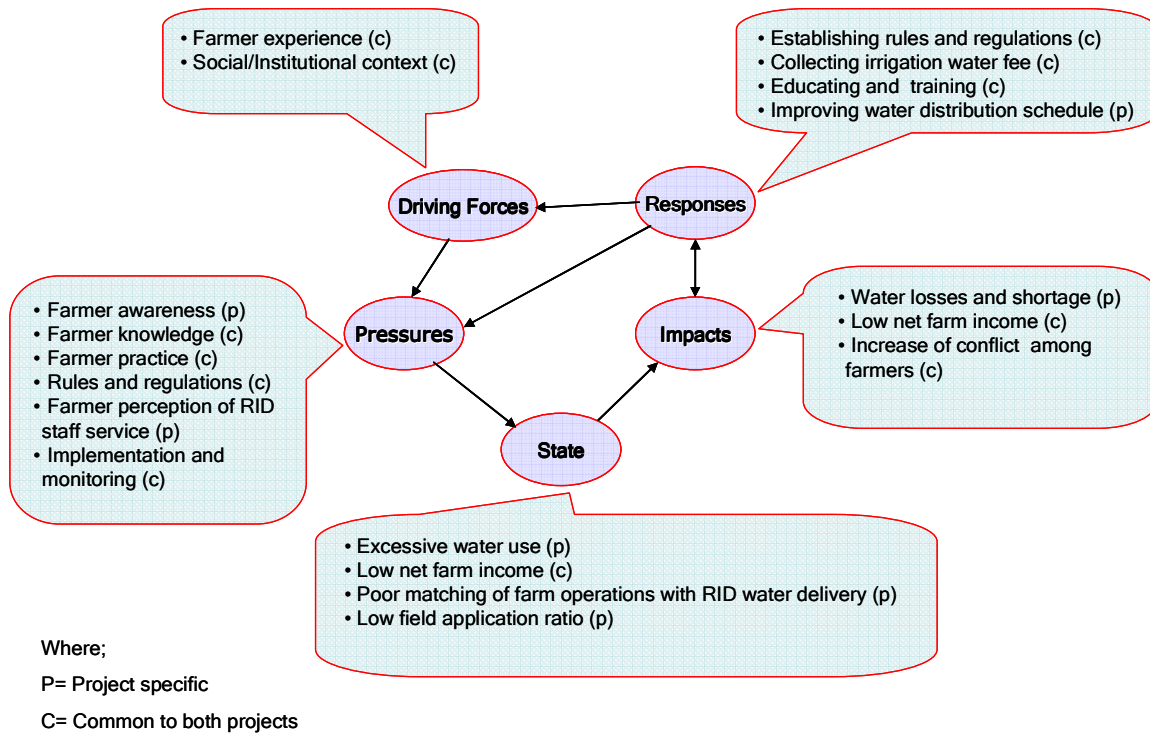 • Farmer experience (c)
• Social/Institutional context (c)
• Establishing rules and regulations (c)
• Collecting irrigation water fee (c)
• Educating and training (c)
• Improving water distribution schedule (p)
Driving Forces
Responses
• Farmer awareness (p)
• Farmer knowledge (c)
• Farmer practice (c)
• Rules and regulations (c)
• Farmer perception of RID
staff service (p)
• Implementation and
monitoring (c)
Pressures
Impacts
• Water losses and shortage (p)
• Low net farm income (c)
• Increase of conflict among
farmers (c)
State
• Excessive water use (p)
• Low net farm income (c)
• Poor matching of farm operations with RID water delivery (p)
• Low field application ratio (p)
Where;
P= Project specific
C= Common to both projects